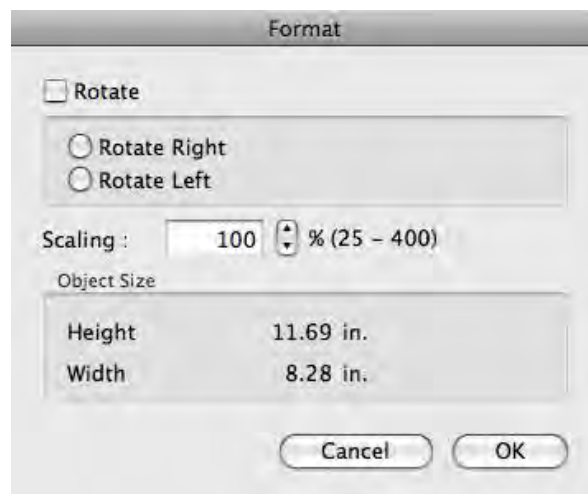 Format
Rotate
Rotate Right
Rotate Left
Scaling : 100 % (25 - 400)
Object Size
Height 11.69 in.
Width 8.28 in.
Cancel OK